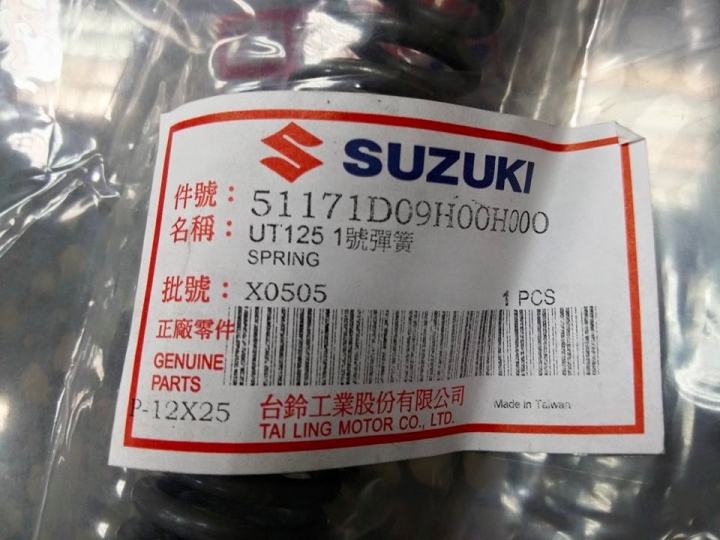 SUZUKI
件號：51171D09H00H000
名稱：UT125 1號彈簧
SPRING
批號：X0505
1 PCS
正廠零件
GENUINE
PARTS
P-12X25
台鈴工業股份有限公司
TAI LING MOTOR CO., LTD.
Made in Taiwan